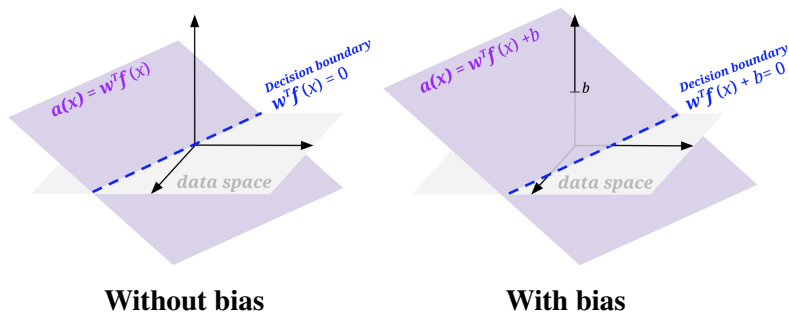 a(x) = wᵀf (x)
Decision boundary
wᵀf (x) = 0
data space
Without bias
a(x) = wᵀf (x) +b
b
Decision boundary
wᵀf (x) + b= 0
data space
With bias